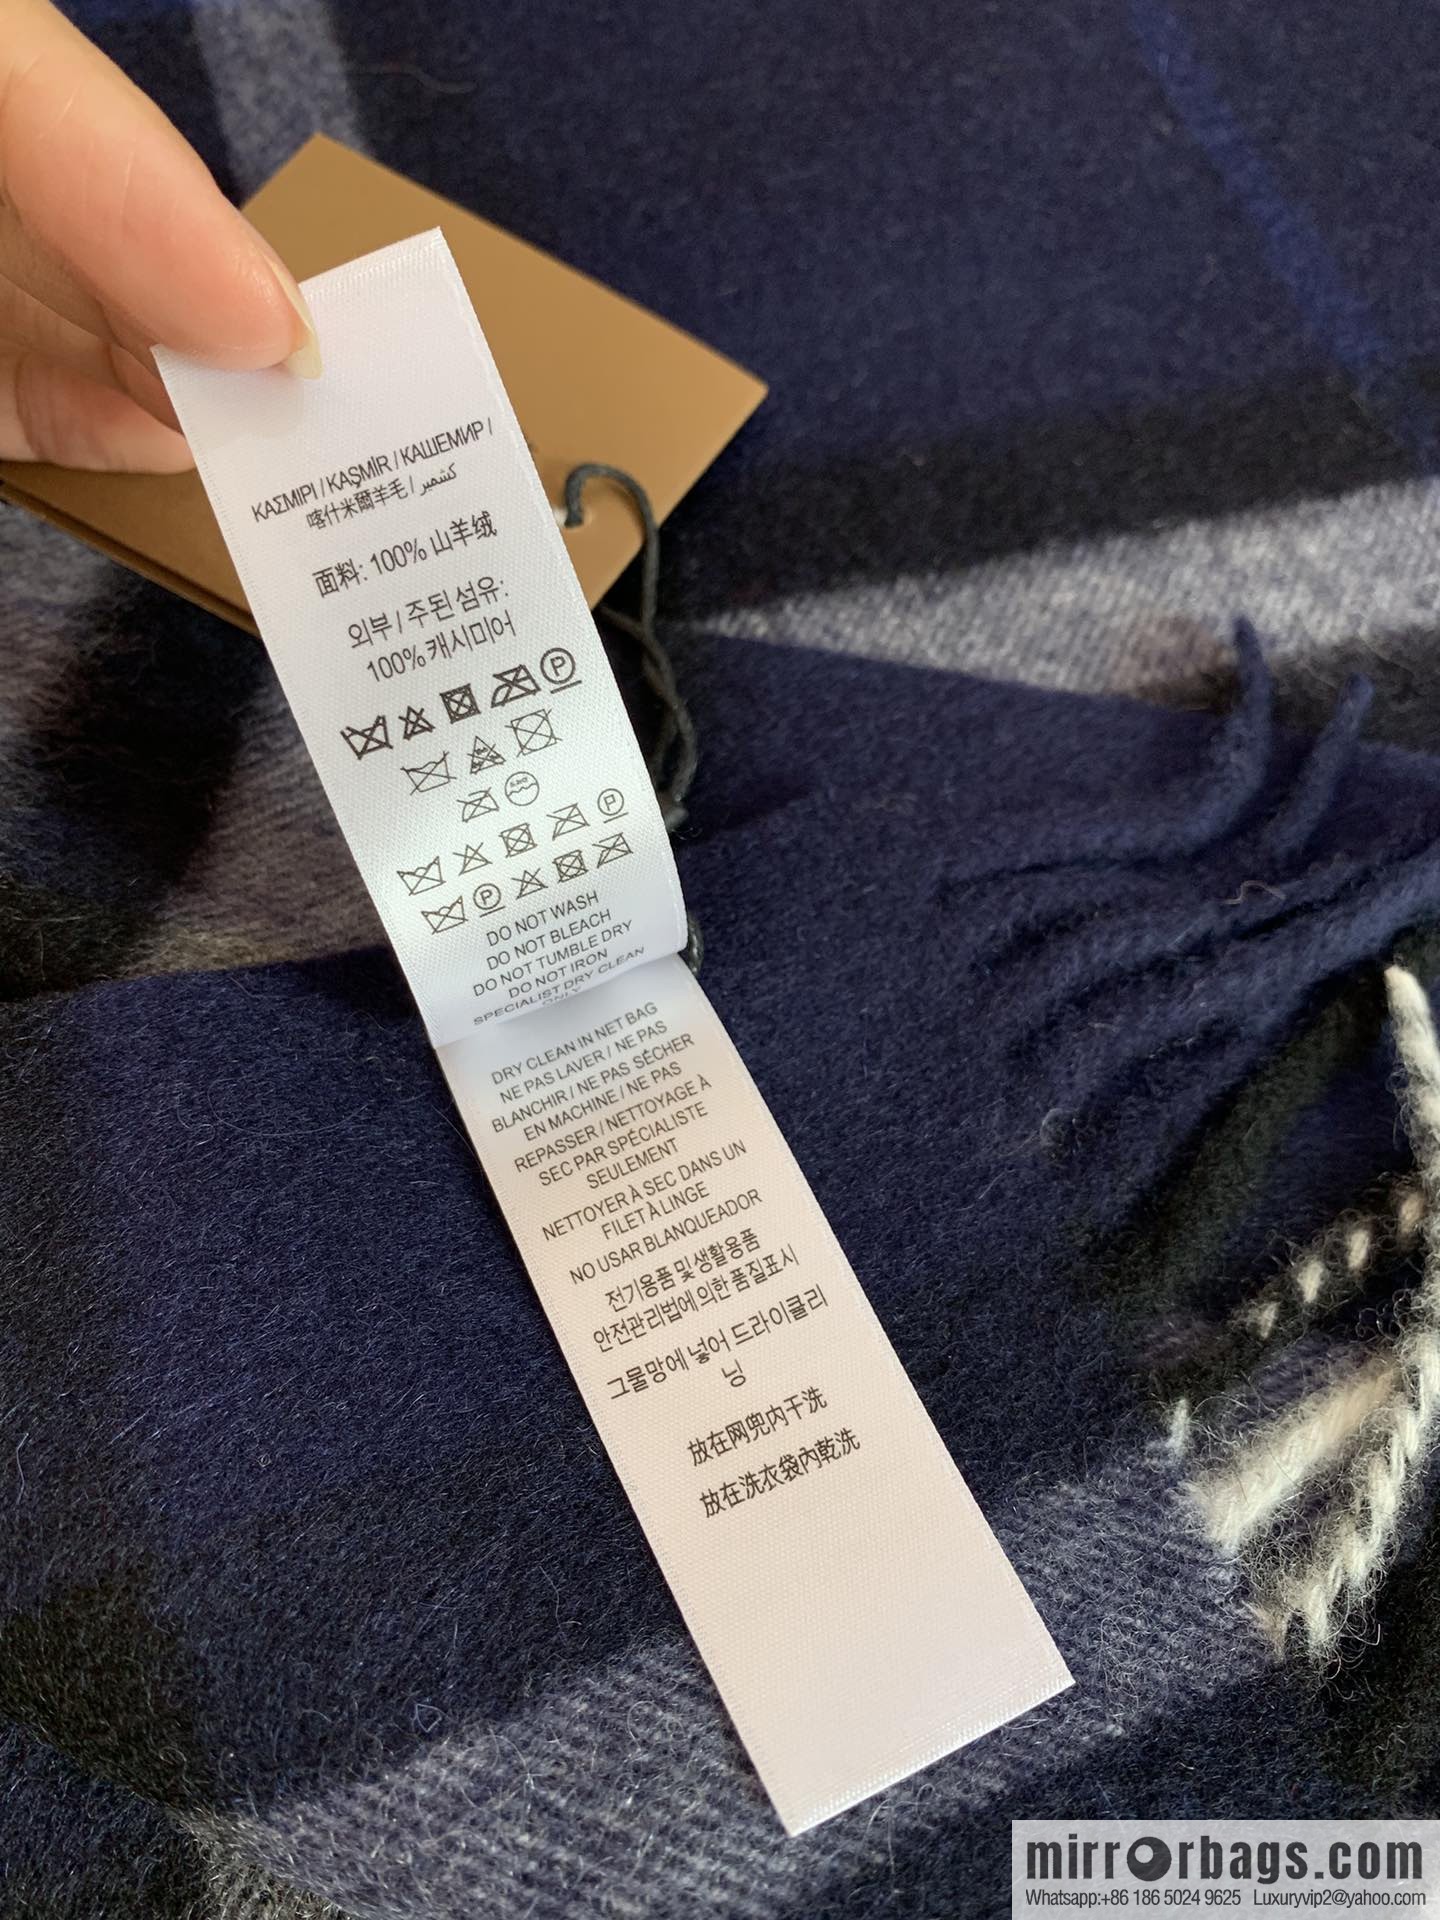 ΚΑΣΜΙΡΙ / KAŞMİR / КАШЕМИР /
喀什米爾羊毛 / كشمير
面料: 100% 山羊绒
외부 / 주된 섬유:
100% 캐시미어
P
P
P
DO NOT WASH
DO NOT BLEACH
DO NOT TUMBLE DRY
DO NOT IRON
SPECIALIST DRY CLEAN
ONLY
DRY CLEAN IN NET BAG
NE PAS LAVER / NE PAS
BLANCHIR / NE PAS SÉCHER
EN MACHINE / NE PAS
REPASSER / NETTOYAGE À
SEC PAR SPÉCIALISTE
SEULEMENT
NETTOYER À SEC DANS UN
FILET À LINGE
NO USAR BLANQUEADOR
전기용품 및 생활용품
안전관리법에 의한 품질표시
그물망에 넣어 드라이클리
닝
放在网兜内干洗
放在洗衣袋內乾洗
mirrorbags.com
Whatsapp:+86 186 5024 9625 Luxuryvip2@yahoo.com